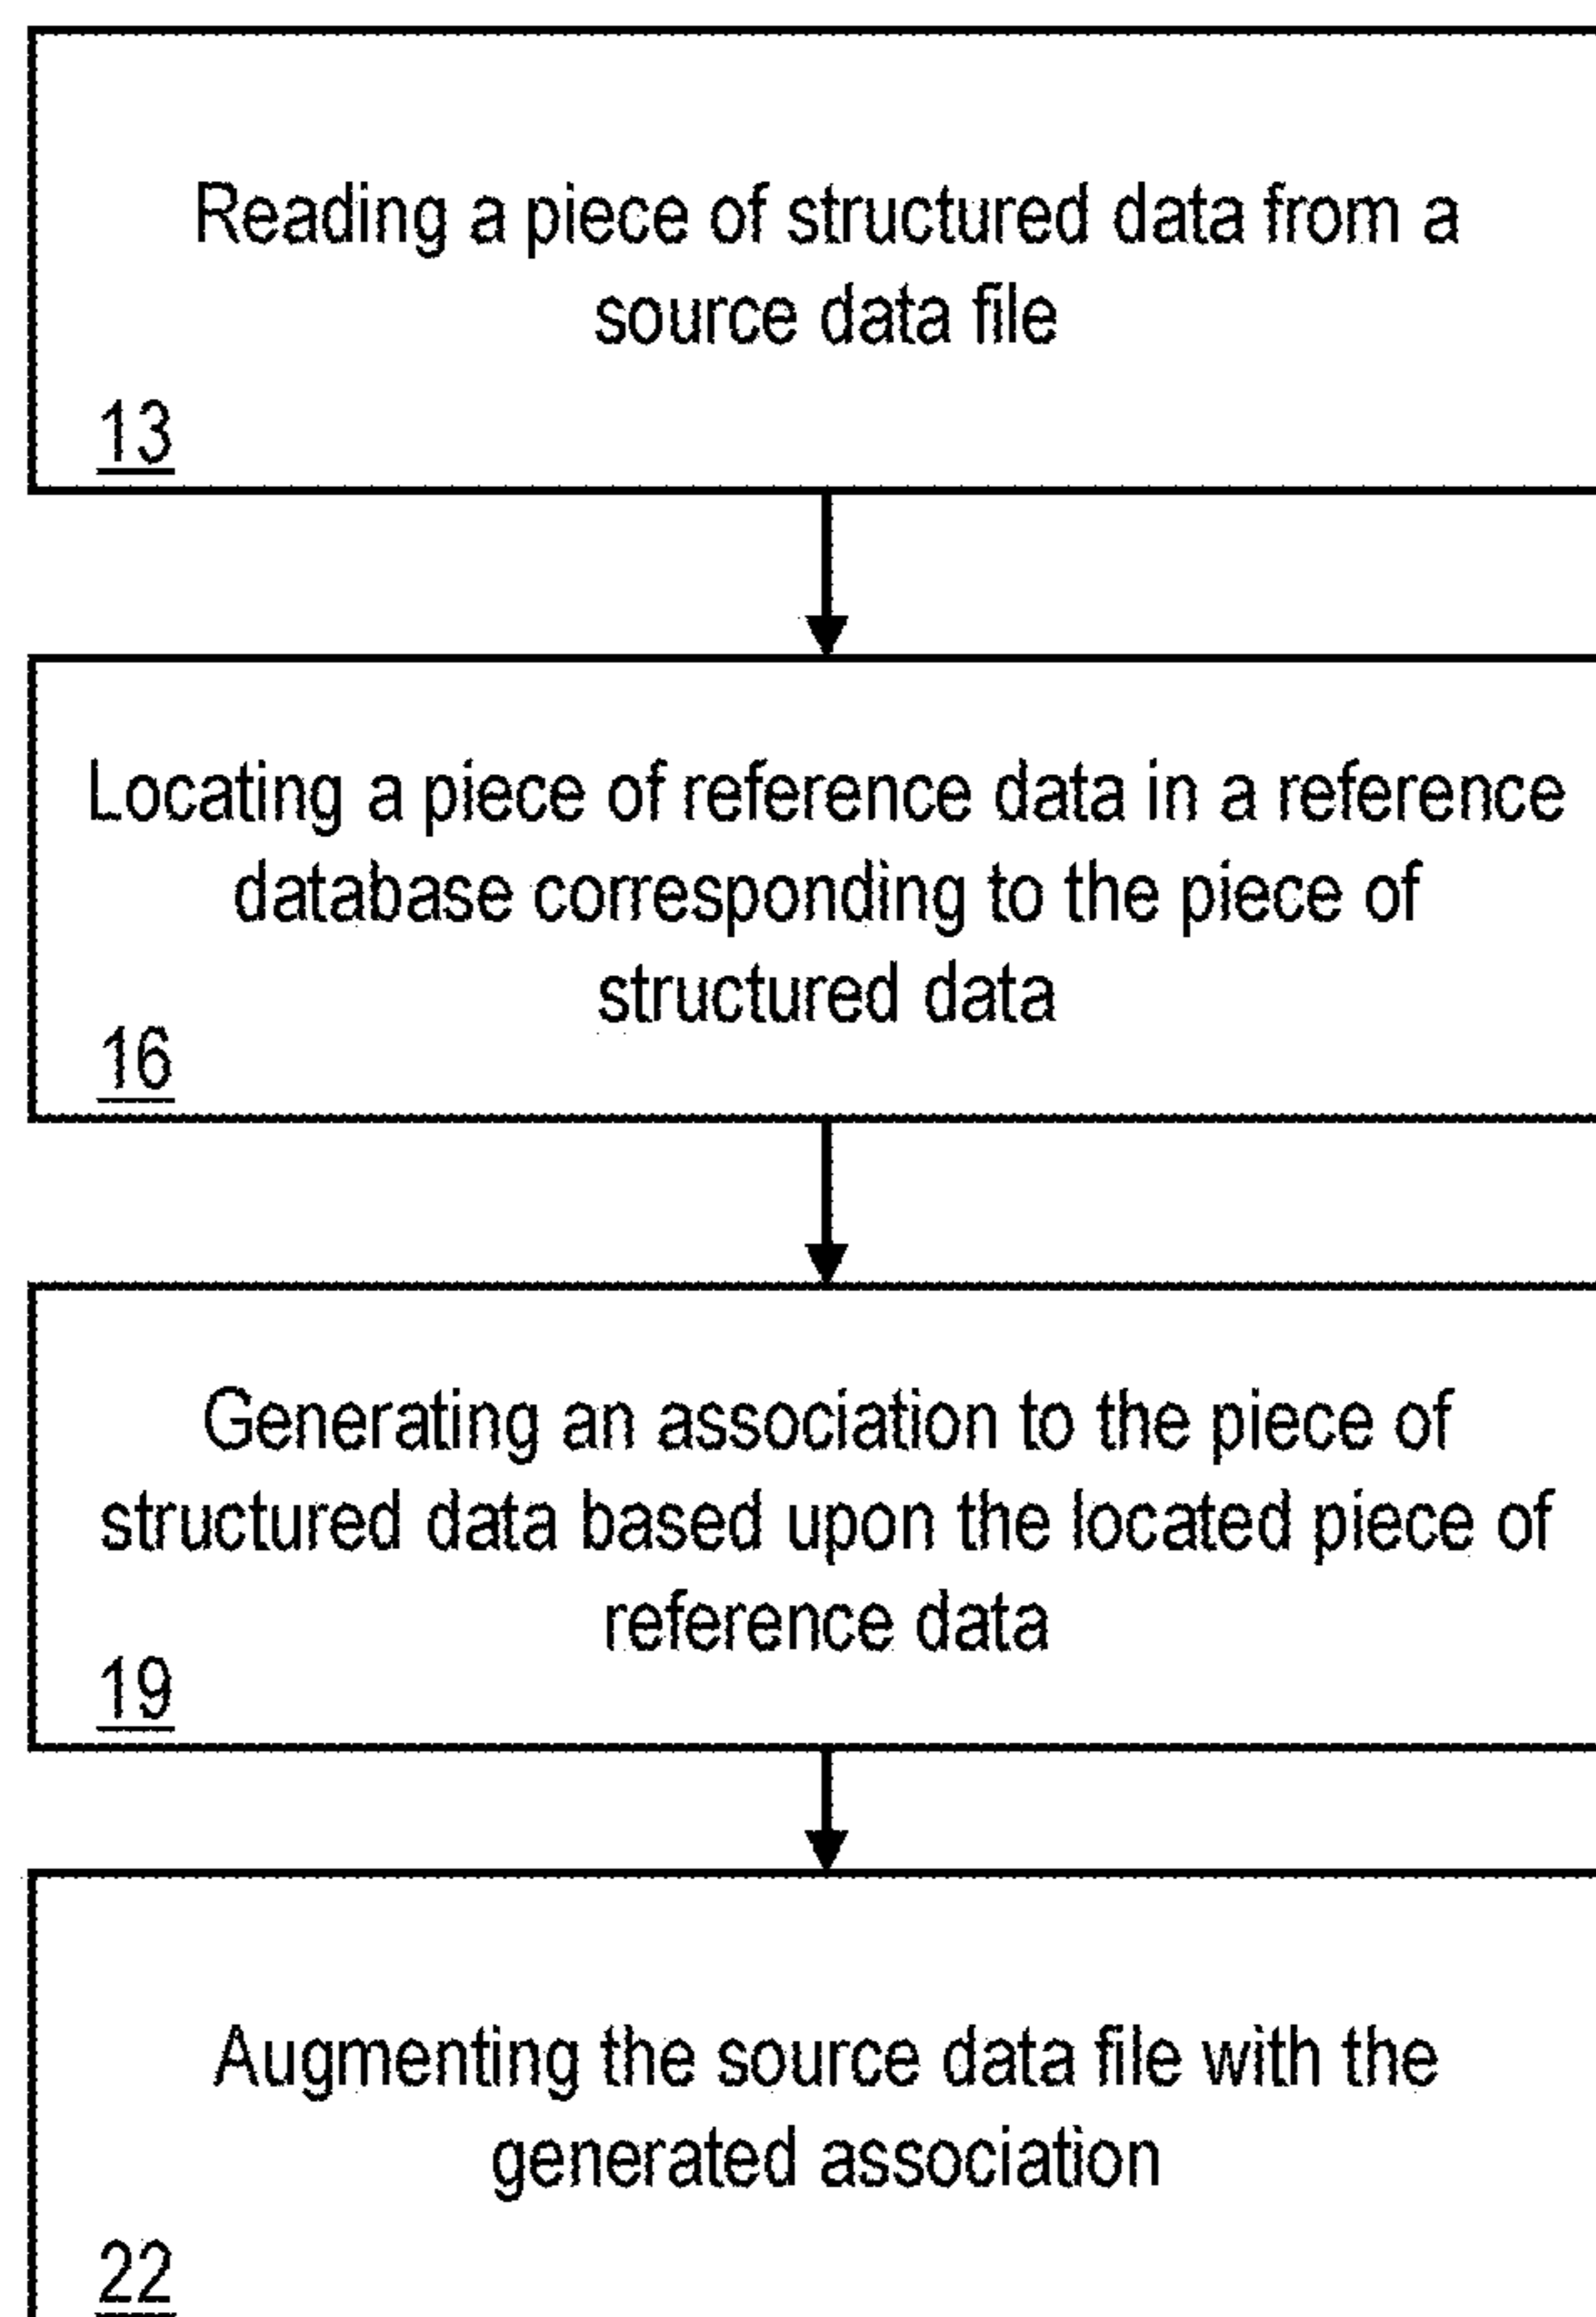 Reading a piece of structured data from a
source data file
13
Locating a piece of reference data in a reference
database corresponding to the piece of
structured data
16
Generating an association to the piece of
structured data based upon the located piece of
reference data
19
Augmenting the source data file with the
generated association
22